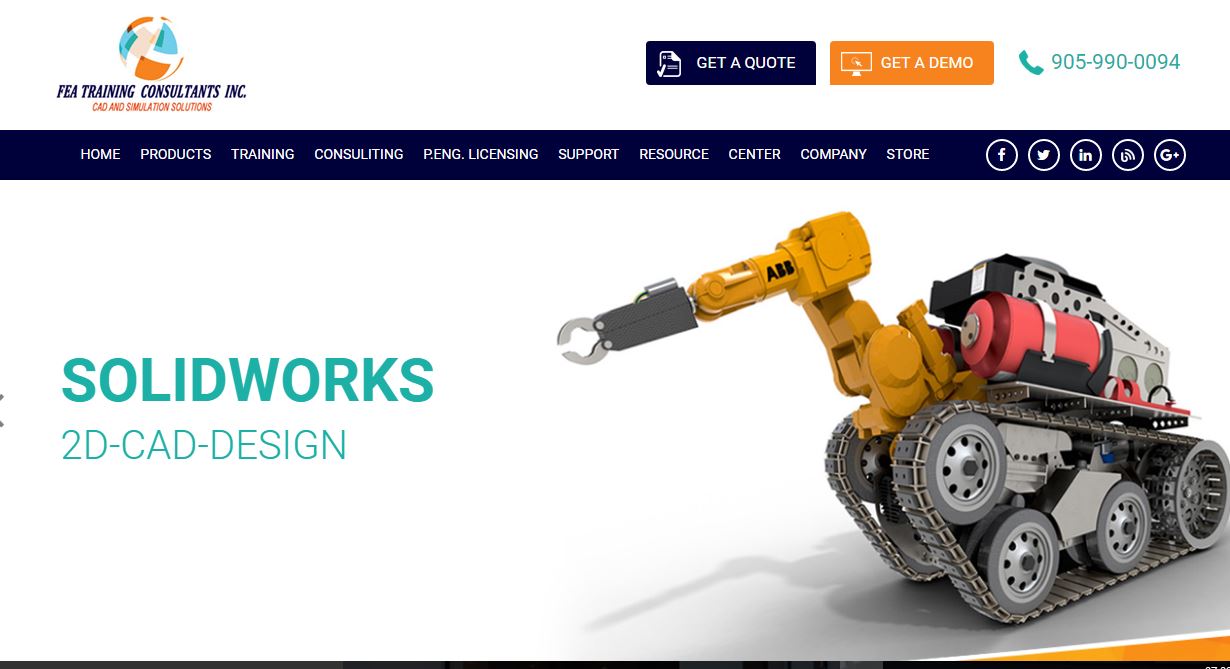 FEA TRAINING CONSULTANTS INC.
CAD AND SIMULATION SOLUTIONS
GET A QUOTE
GET A DEMO
905-990-0094
HOME PRODUCTS TRAINING CONSULITING P.ENG. LICENSING SUPPORT RESOURCE CENTER COMPANY STORE
f in G+
ABB
SOLIDWORKS
2D-CAD-DESIGN